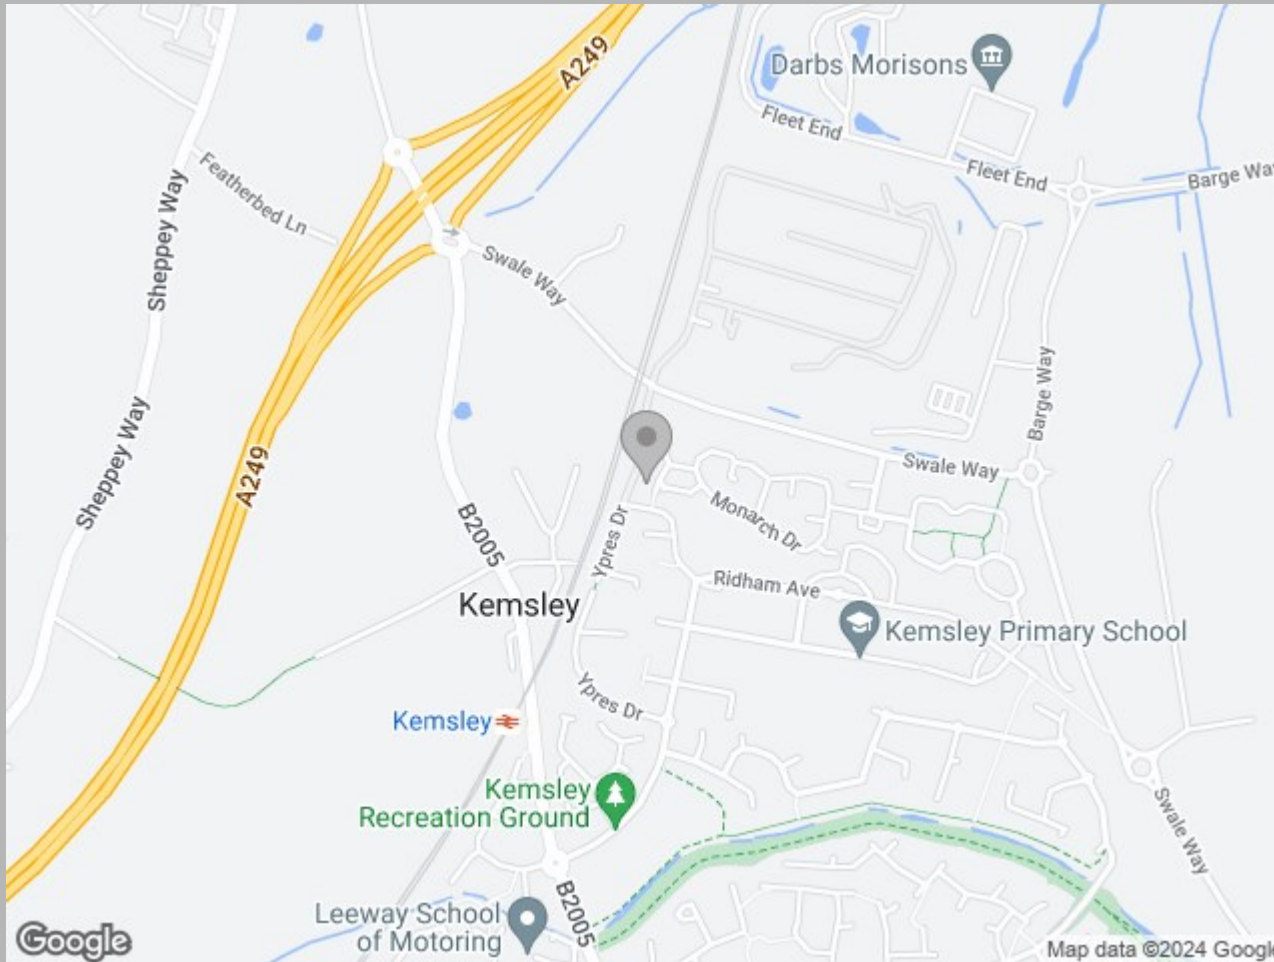 A249
Darbs Morisons
Fleet End
Fleet End
Barge Way
Featherbed Ln
Sheppey Way
Swale Way
Barge Way
Sheppey Way
A249
Swale Way
B2005
Ypres Dr
Monarch Dr
Ridham Ave
Kemsley
Kemsley Primary School
Ypres Dr
Kemsley
Kemsley
Recreation Ground
Swale Way
Leeway School
of Motoring
B2005
Google
Map data ©2024 Google